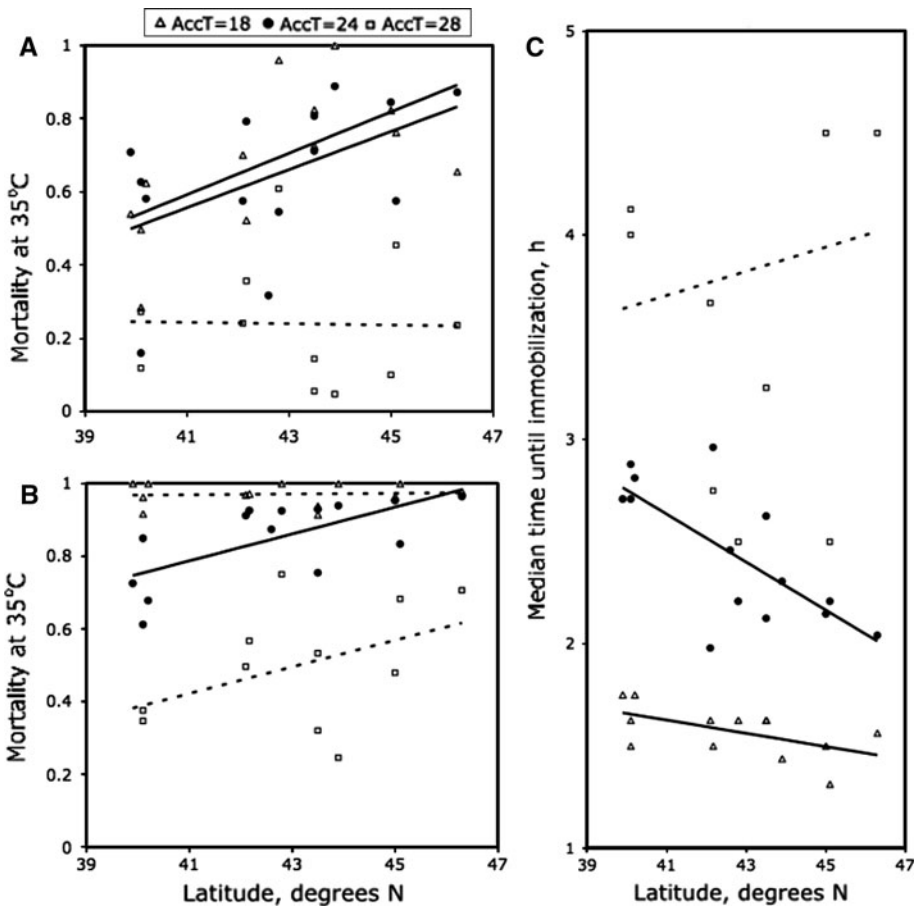 AccT=18 AccT=24 AccT=28
A
1
0.8
0.6
0.4
0.2
0
Mortality at 35°C
39 41 43 45 47
B
1
0.8
0.6
0.4
0.2
0
Mortality at 35°C
39 41 43 45 47
Latitude, degrees N
C
5
4
3
2
1
Median time until immobilization, h
39 41 43 45 47
Latitude, degrees N